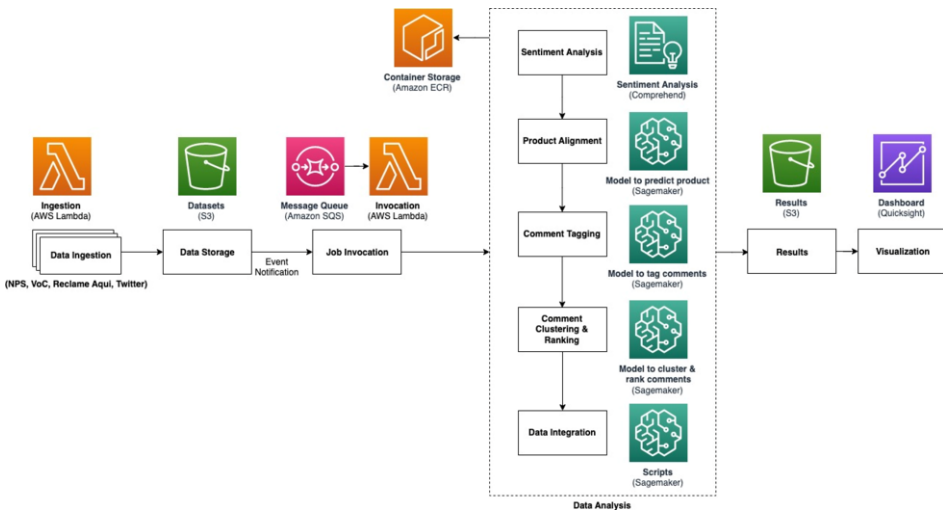 Container Storage
(Amazon ECR)
Sentiment Analysis
Sentiment Analysis
(Comprehend)
Product Alignment
Model to predict product
(Sagemaker)
Ingestion
(AWS Lambda)
Datasets
(S3)
Message Queue
(Amazon SQS)
Invocation
(AWS Lambda)
Data Ingestion
(NPS, VoC, Reclame Aqui, Twitter)
Data Storage
Event
Notification
Job Invocation
Comment Tagging
Model to tag comments
(Sagemaker)
Comment
Clustering &
Ranking
Model to cluster &
rank comments
(Sagemaker)
Data Integration
Scripts
(Sagemaker)
Data Analysis
Results
(S3)
Dashboard
(Quicksight)
Results
Visualization